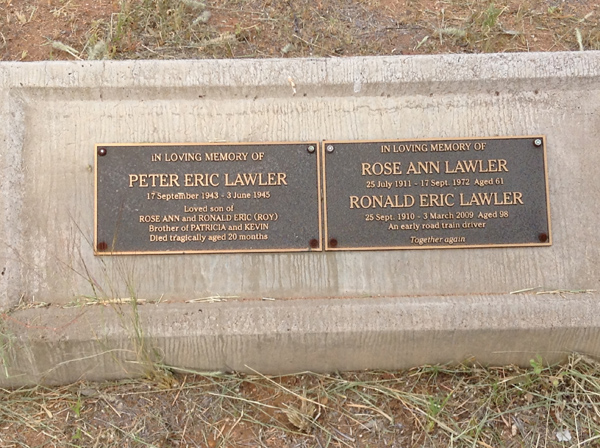 IN LOVING MEMORY OF
PETER ERIC LAWLER
17 September 1943 - 3 June 1945
Loved son of
ROSE ANN and RONALD ERIC (ROY)
Brother of PATRICIA and KEVIN
Died tragically aged 20 months
IN LOVING MEMORY OF
ROSE ANN LAWLER
25 July 1911 - 17 Sept. 1972 Aged 61
RONALD ERIC LAWLER
25 Sept. 1910 - 3 March 2009 Aged 98
An early road train driver
Together again